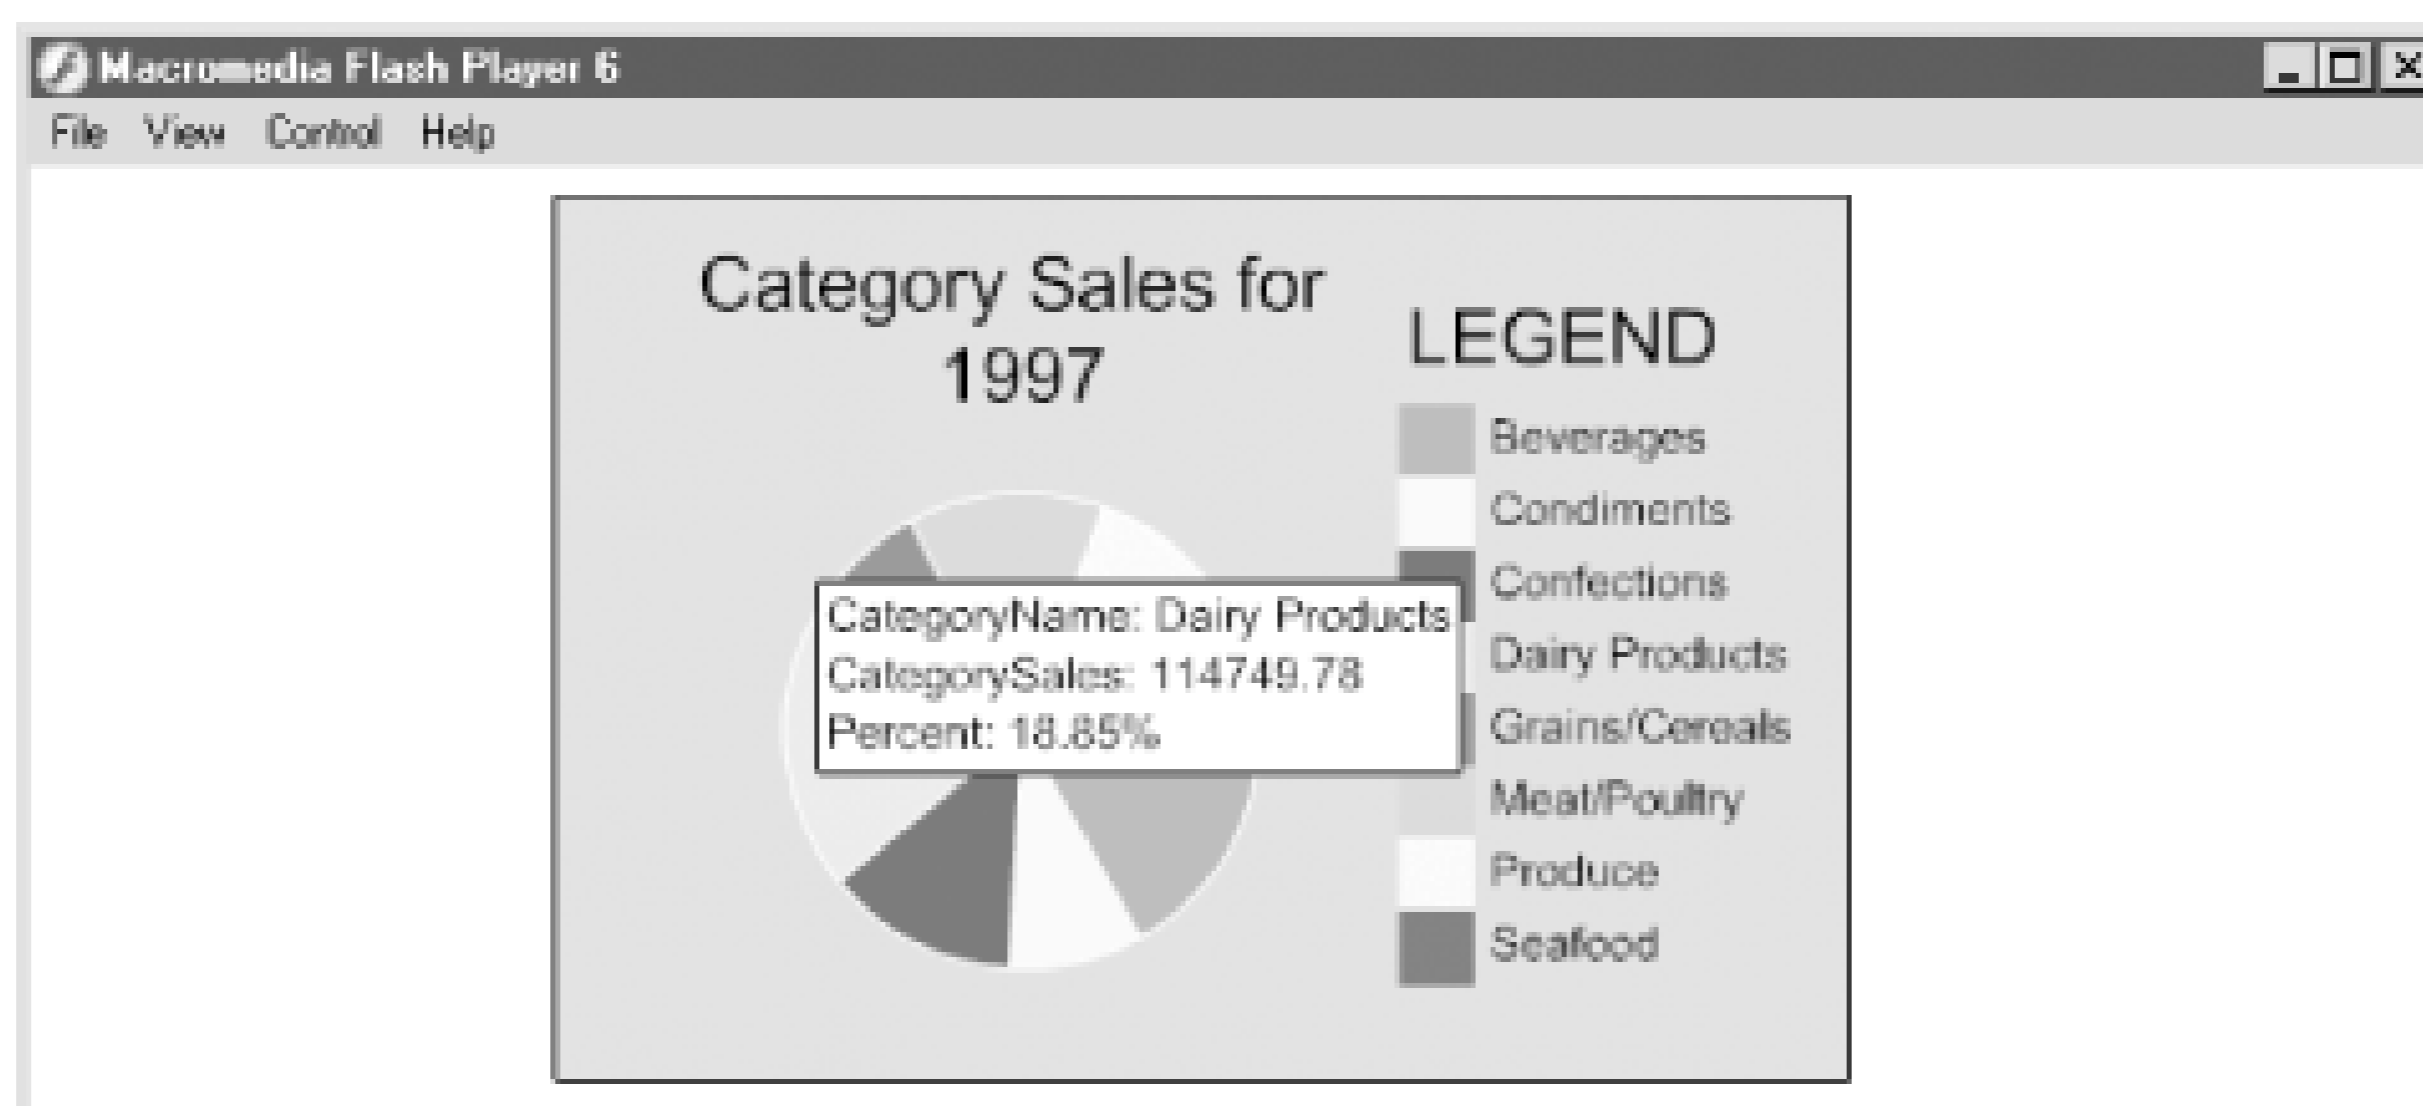 Macromedia Flash Player 6
File View Control Help
Category Sales for
1997
CategoryName: Dairy Products
CategorySales: 114749.78
Percent: 18.85%
LEGEND
Beverages
Condiments
Confections
Dairy Products
Grains/Cereals
Meat/Poultry
Produce
Seafood